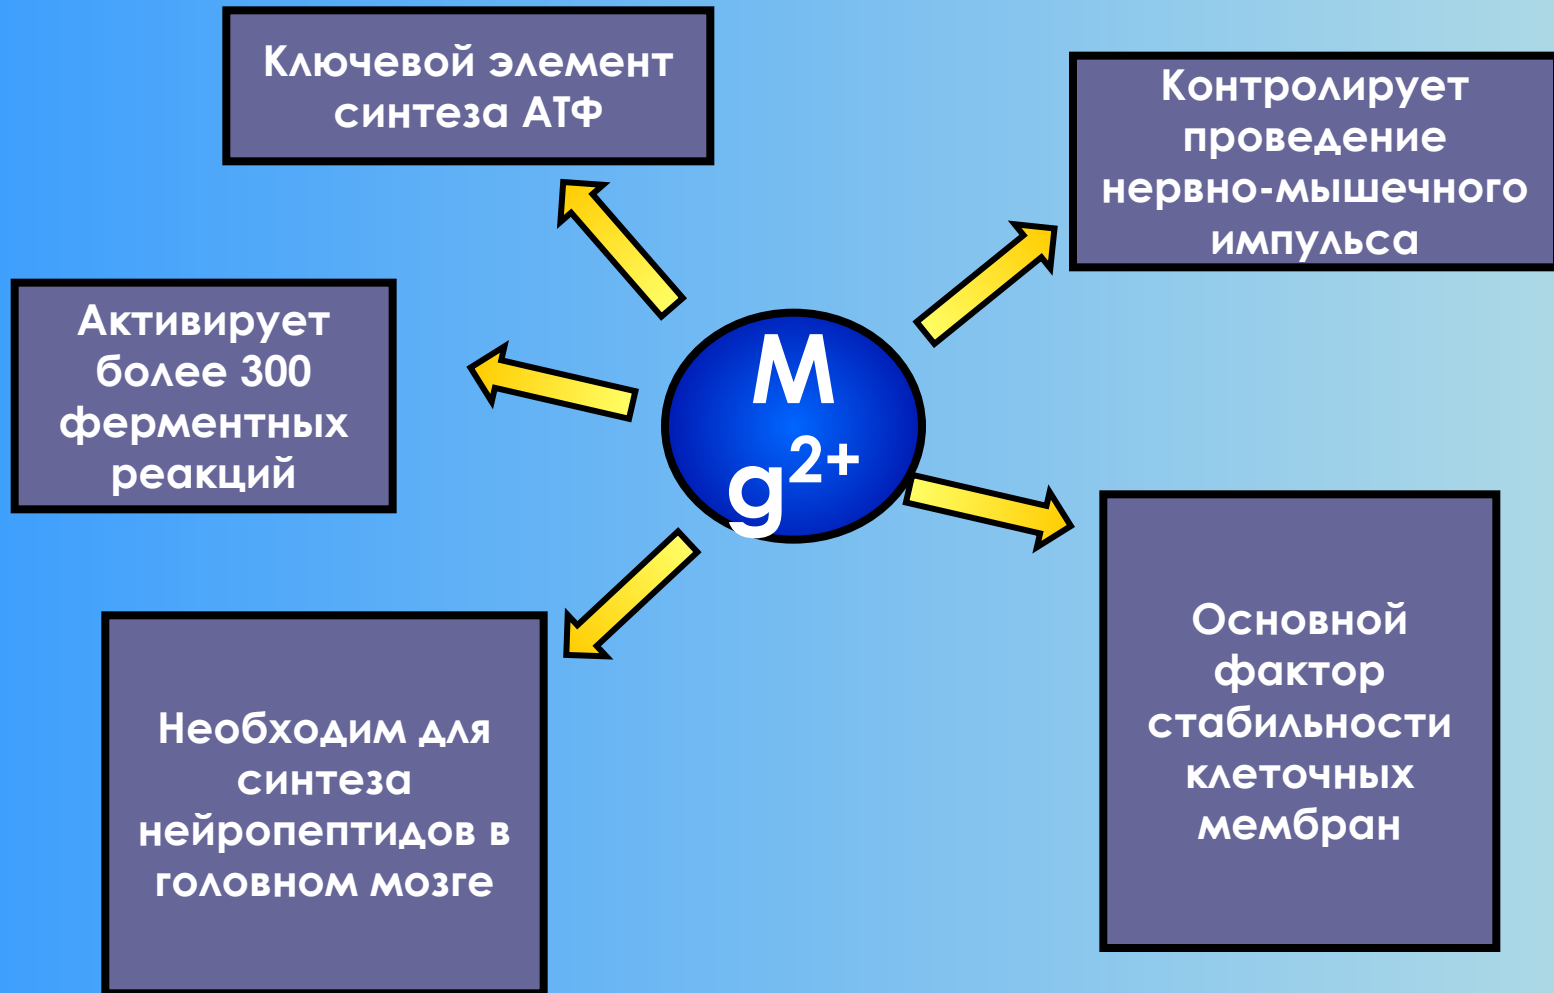 Ключевой элемент
синтеза АТФ
Контролирует
проведение
нервно-мышечного
импульса
Активирует
более 300
ферментных
реакций
M
g²⁺
Необходим для
синтеза
нейропептидов в
головном мозге
Основной
фактор
стабильности
клеточных
мембран